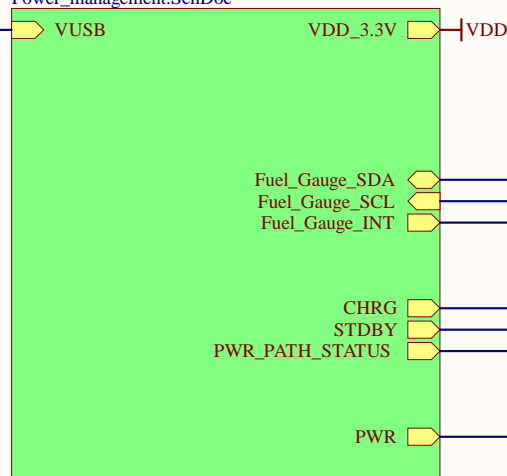 Power_management.SchDoc
VUSB
VDD_3.3V
VDD
Fuel_Gauge_SDA
Fuel_Gauge_SCL
Fuel_Gauge_INT
CHRG
STDBY
PWR_PATH_STATUS
PWR